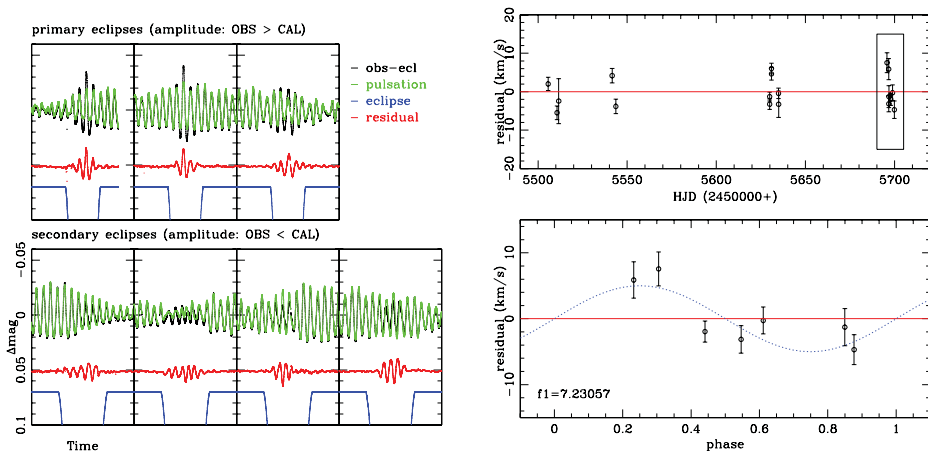 primary eclipses (amplitude: OBS > CAL)
obs-ecl
pulsation
eclipse
residual
secondary eclipses (amplitude: OBS < CAL)
-0.05
0
0.05
0.1
Δmag
Time
20
10
0
-10
-20
residual (km/s)
5500
5550
5600
5650
5700
HJD (2450000+)
10
0
-10
residual (km/s)
f1=7.23057
0
0.2
0.4
0.6
0.8
1
phase